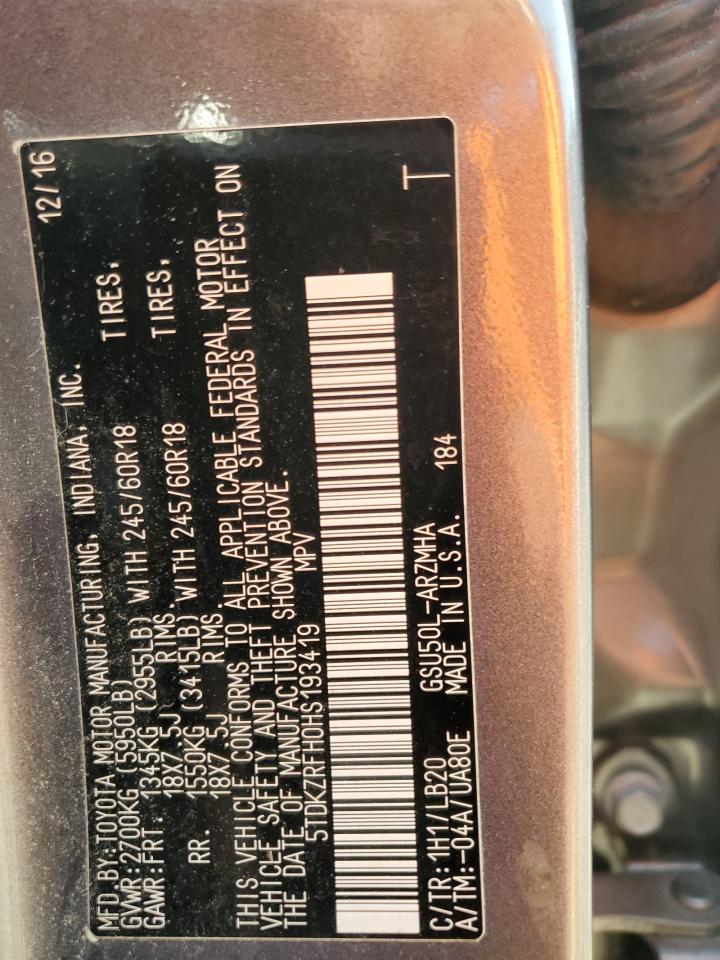 MFD.BY:TOYOTA MOTOR MANUFACTURING, INDIANA, INC. 12/16
GVWR:2700KG (5950LB)
GAWR:FRT. 1345KG (2955LB) WITH 245/60R18 TIRES,
18X7.5J RIMS.
RR. 1550KG (3415LB) WITH 245/60R18 TIRES,
18X7.5J RIMS.
THIS VEHICLE CONFORMS TO ALL APPLICABLE FEDERAL MOTOR
VEHICLE SAFETY AND THEFT PREVENTION STANDARDS IN EFFECT ON
THE DATE OF MANUFACTURE SHOWN ABOVE.
5TDKZRFH0HS193419 MPV
T
C/TR:1H1/LB20 GSU50L-ARZMHA
A/TM:-04A/UA80E MADE IN U.S.A. 184